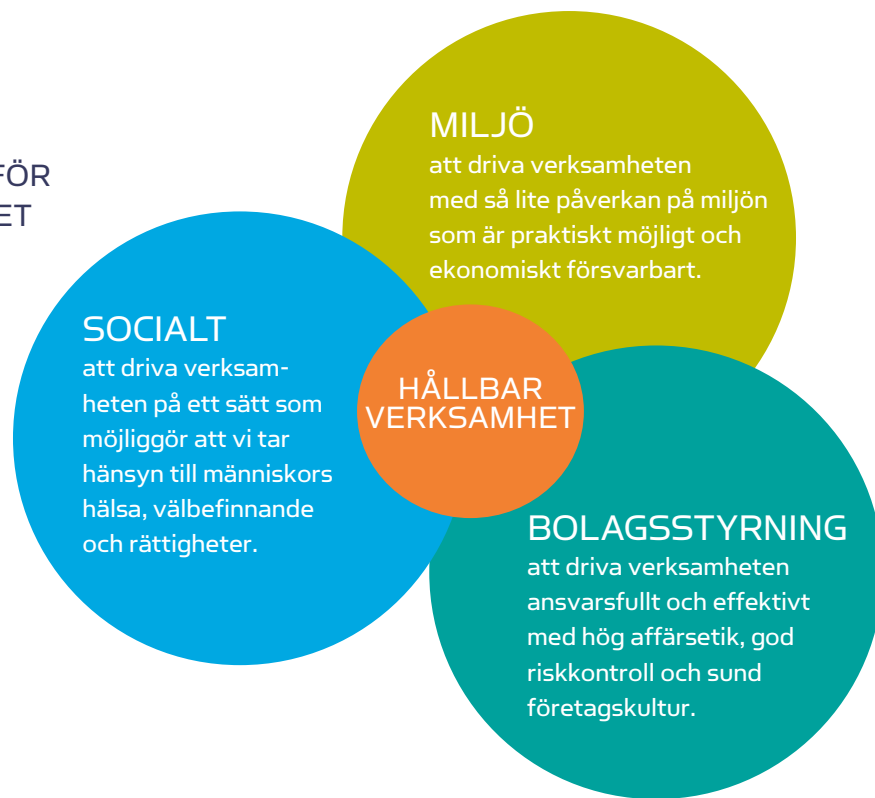 FÖR
ET
MILJÖ
att driva verksamheten
med så lite påverkan på miljön
som är praktiskt möjligt och
ekonomiskt försvarbart.
SOCIALT
att driva verksam-
heten på ett sätt som
möjliggör att vi tar
hänsyn till människors
hälsa, välbefinnande
och rättigheter.
HÅLLBAR
VERKSAMHET
BOLAGSSTYRNING
att driva verksamheten
ansvarsfullt och effektivt
med hög affärsetik, god
riskkontroll och sund
företagskultur.